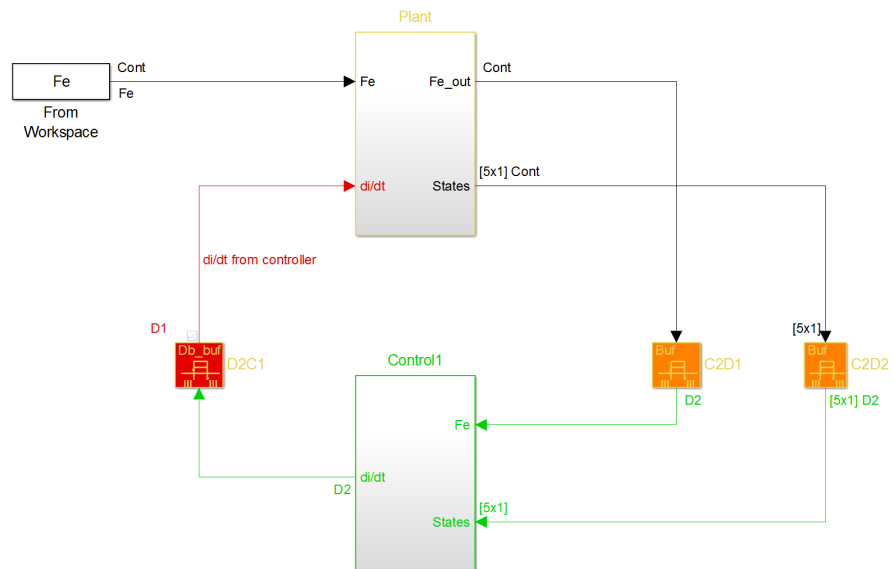 Plant
Fe
From
Workspace
Cont
Fe
Fe
Fe_out
Cont
di/dt
States
[5x1] Cont
di/dt from controller
D1
Db_buf
D2C1
Control1
Buf
C2D1
D2
[5x1]
Buf
C2D2
[5x1] D2
Fe
di/dt
D2
States
[5x1]